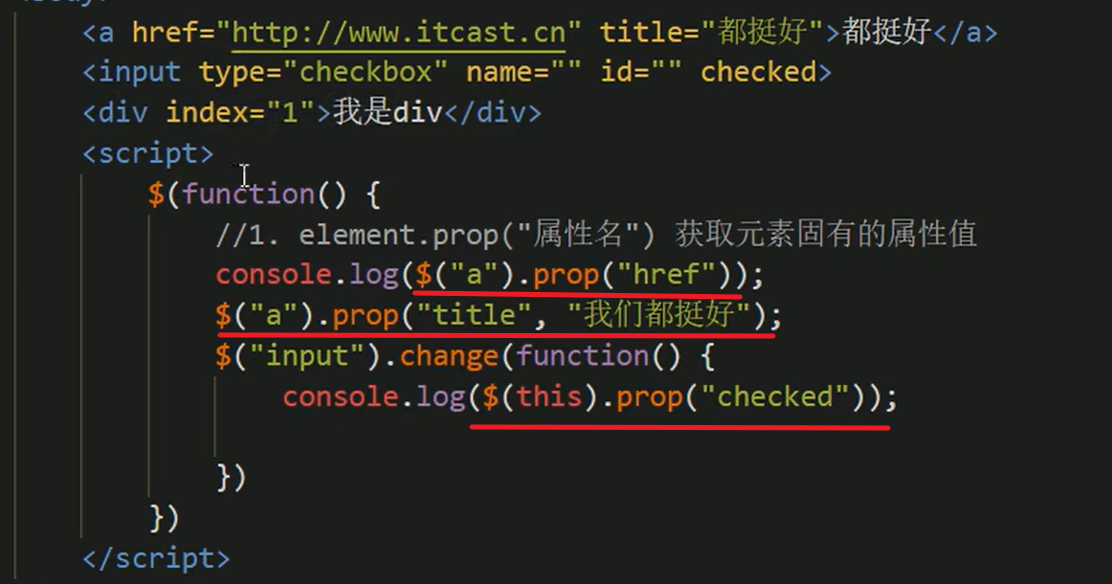 <body>
<a href="http://www.itcast.cn" title="都挺好">都挺好</a>
<input type="checkbox" name="" id="" checked>
<div index="1">我是div</div>
<script>
$(function() {
//1. element.prop("属性名") 获取元素固有的属性值
console.log($("a").prop("href"));
$("a").prop("title", "我们都挺好");
$("input").change(function() {
console.log($(this).prop("checked"));
})
})
</script>